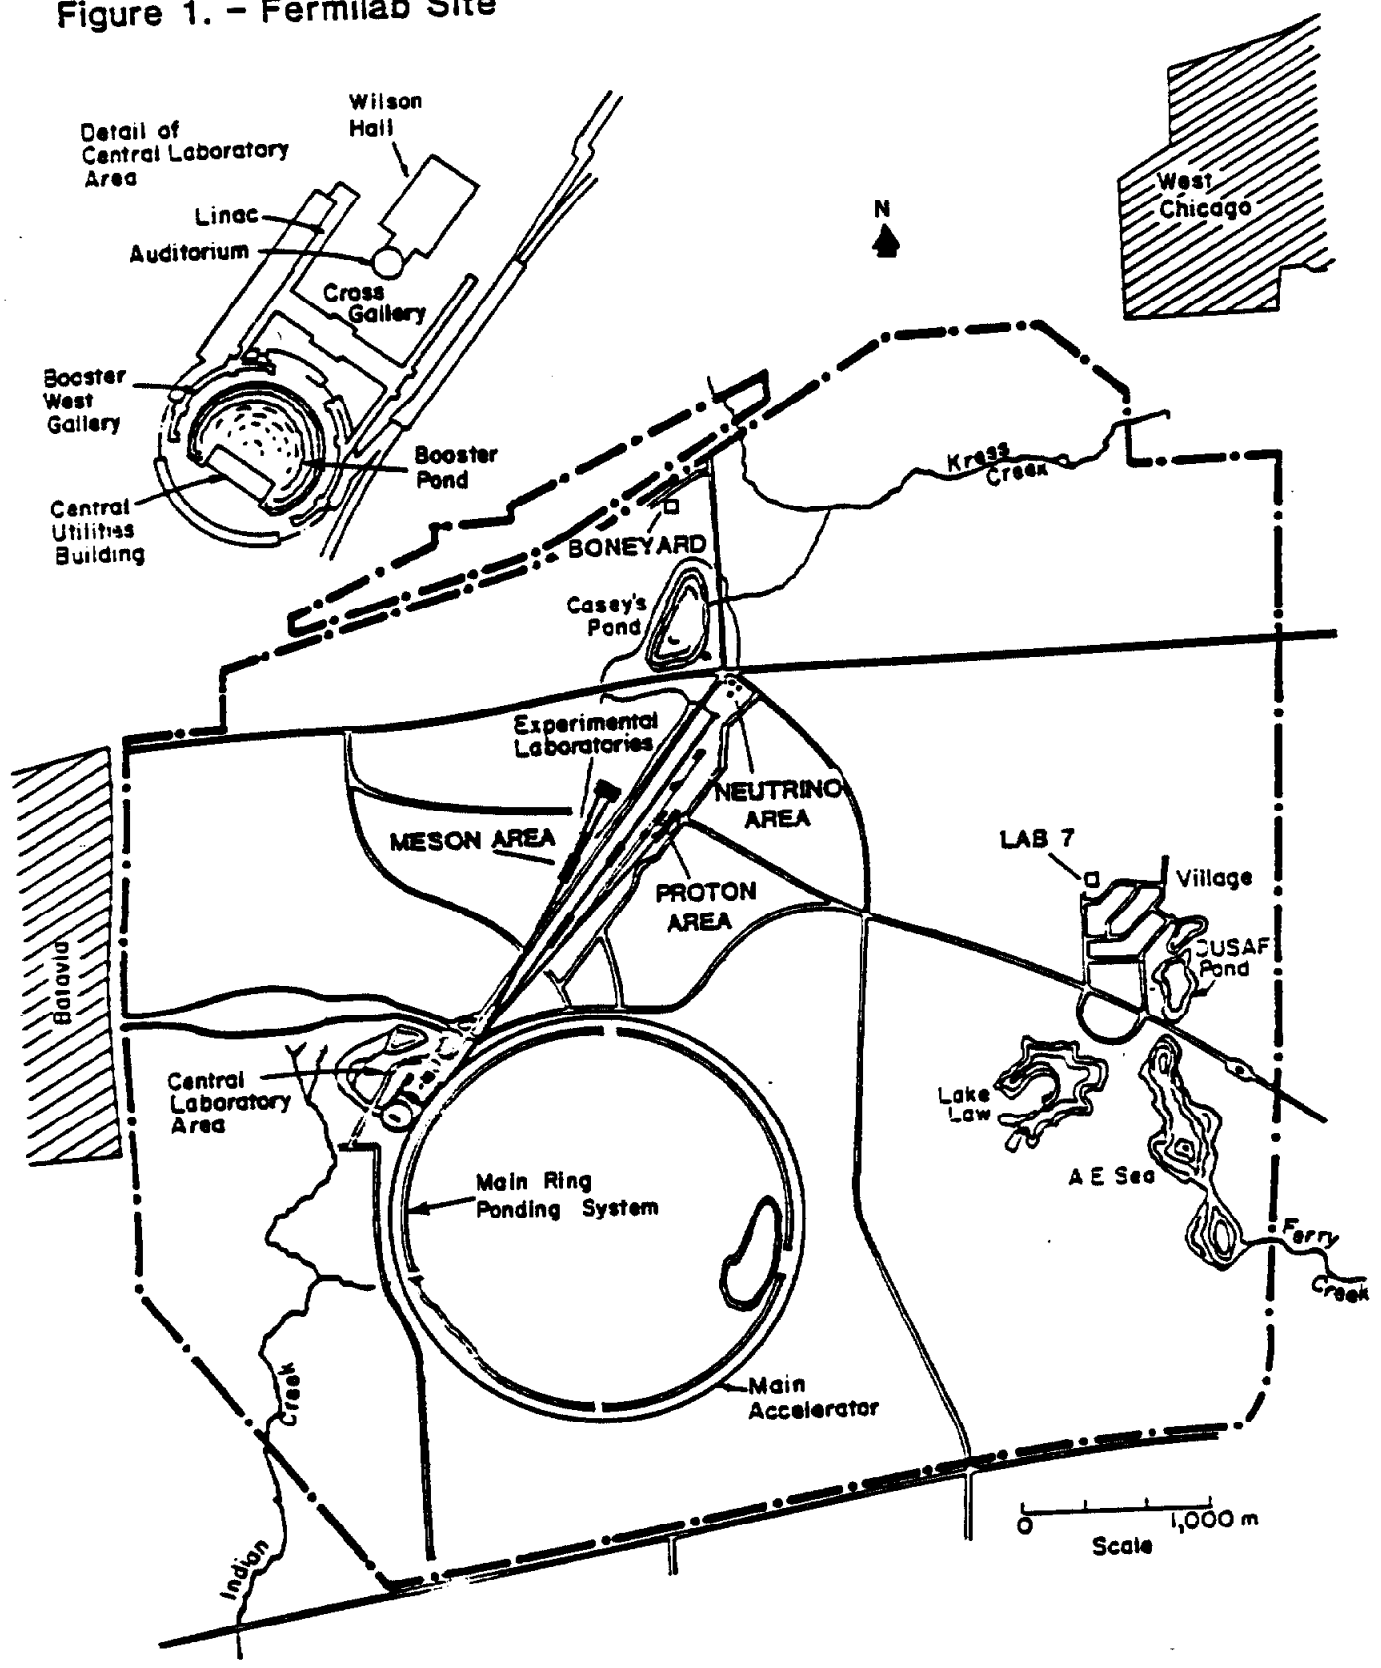 Figure 1. - Fermilab Site
Wilson
Hall
Detail of
Central Laboratory
Area
Linac
Auditorium
Cross
Gallery
Booster
West
Gallery
Booster
Pond
Central
Utilities
Building
N
West
Chicago
Kress
Creek
BONEYARD
Casey's
Pond
Experimental
Laboratories
NEUTRINO
AREA
MESON AREA
PROTON
AREA
LAB 7
Village
DUSAF
Pond
Batavia
Central
Laboratory
Area
Lake
Law
A E Sea
Main Ring
Ponding System
Ferry
Creek
Main
Accelerator
Indian
Creek
0 1,000 m
Scale